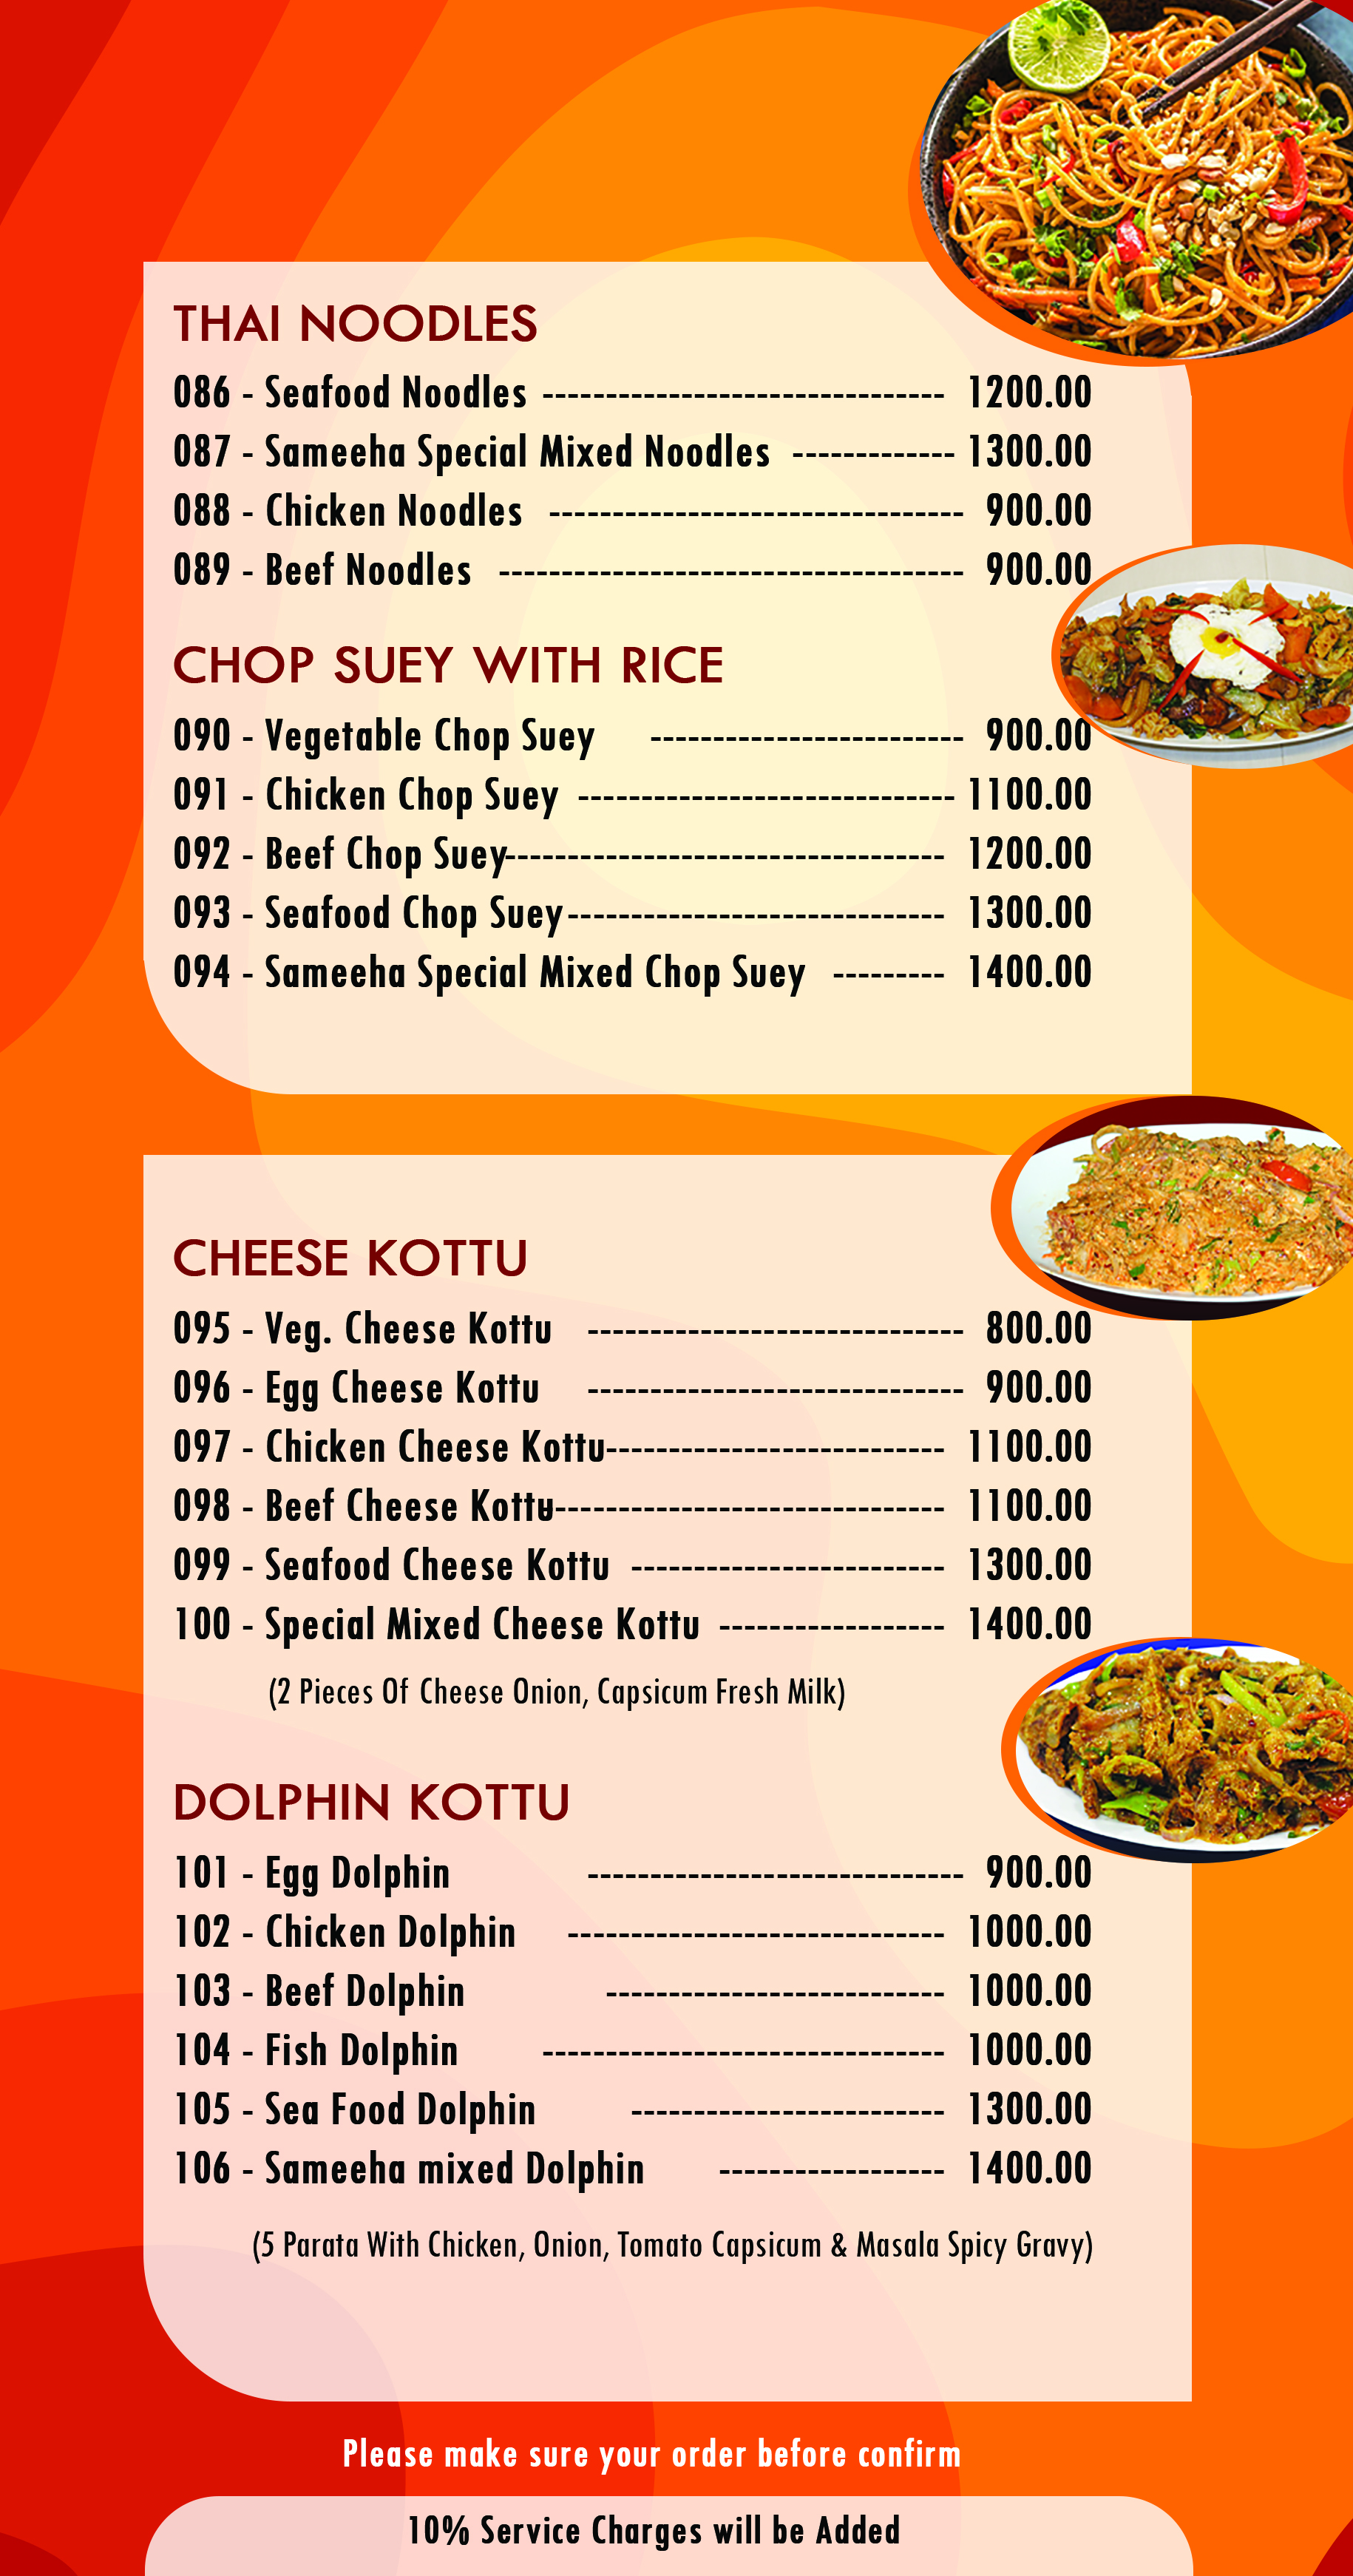 THAI NOODLES
086 - Seafood Noodles -------------------------------- 1200.00
087 - Sameeha Special Mixed Noodles ------------- 1300.00
088 - Chicken Noodles --------------------------------- 900.00
089 - Beef Noodles ------------------------------------- 900.00
CHOP SUEY WITH RICE
090 - Vegetable Chop Suey ------------------------- 900.00
091 - Chicken Chop Suey ------------------------------ 1100.00
092 - Beef Chop Suey----------------------------------- 1200.00
093 - Seafood Chop Suey------------------------------ 1300.00
094 - Sameeha Special Mixed Chop Suey --------- 1400.00
CHEESE KOTTU
095 - Veg. Cheese Kottu ------------------------------ 800.00
096 - Egg Cheese Kottu ------------------------------ 900.00
097 - Chicken Cheese Kottu--------------------------- 1100.00
098 - Beef Cheese Kottu-------------------------------- 1100.00
099 - Seafood Cheese Kottu ------------------------- 1300.00
100 - Special Mixed Cheese Kottu ------------------ 1400.00
(2 Pieces Of Cheese Onion, Capsicum Fresh Milk)
DOLPHIN KOTTU
101 - Egg Dolphin ------------------------------ 900.00
102 - Chicken Dolphin ------------------------------ 1000.00
103 - Beef Dolphin --------------------------- 1000.00
104 - Fish Dolphin -------------------------------- 1000.00
105 - Sea Food Dolphin ------------------------- 1300.00
106 - Sameeha mixed Dolphin ------------------ 1400.00
(5 Parata With Chicken, Onion, Tomato Capsicum & Masala Spicy Gravy)
Please make sure your order before confirm
10% Service Charges will be Added